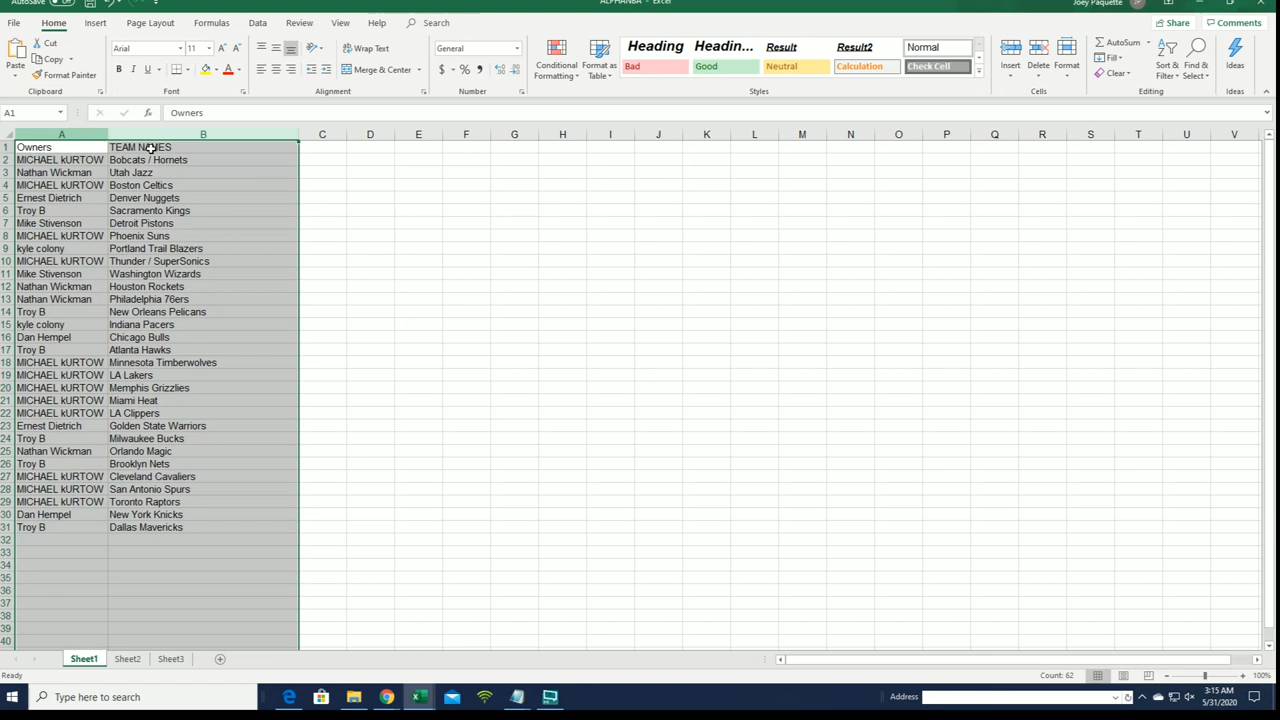 AutoSave Off ALPHANBA - Excel Joey Paquette JP
File Home Insert Page Layout Formulas Data Review View Help Search Share Comments
Paste Cut Copy Format Painter Clipboard
Arial 11 A A B I U A Font
Wrap Text Merge & Center Alignment
General $ % , Number
Conditional Formatting Format as Table
Heading Headin... Result Result2 Normal
Bad Good Neutral Calculation Check Cell
Styles
Insert Delete Format Cells
AutoSum Fill Clear Sort & Filter Find & Select Editing
Ideas Ideas
A1 fx Owners
A B C D E F G H I J K L M N O P Q R S T U V
1 Owners TEAM NAMES
2 MICHAEL kURTOW Bobcats / Hornets
3 Nathan Wickman Utah Jazz
4 MICHAEL kURTOW Boston Celtics
5 Ernest Dietrich Denver Nuggets
6 Troy B Sacramento Kings
7 Mike Stivenson Detroit Pistons
8 MICHAEL kURTOW Phoenix Suns
9 kyle colony Portland Trail Blazers
10 MICHAEL kURTOW Thunder / SuperSonics
11 Mike Stivenson Washington Wizards
12 Nathan Wickman Houston Rockets
13 Nathan Wickman Philadelphia 76ers
14 Troy B New Orleans Pelicans
15 kyle colony Indiana Pacers
16 Dan Hempel Chicago Bulls
17 Troy B Atlanta Hawks
18 MICHAEL kURTOW Minnesota Timberwolves
19 MICHAEL kURTOW LA Lakers
20 MICHAEL kURTOW Memphis Grizzlies
21 MICHAEL kURTOW Miami Heat
22 MICHAEL kURTOW LA Clippers
23 Ernest Dietrich Golden State Warriors
24 Troy B Milwaukee Bucks
25 Nathan Wickman Orlando Magic
26 Troy B Brooklyn Nets
27 MICHAEL kURTOW Cleveland Cavaliers
28 MICHAEL kURTOW San Antonio Spurs
29 MICHAEL kURTOW Toronto Raptors
30 Dan Hempel New York Knicks
31 Troy B Dallas Mavericks
32
33
34
35
36
37
38
39
40
Sheet1 Sheet2 Sheet3
Ready Count: 62 100%
Type here to search Address 3:15 AM
5/31/2020